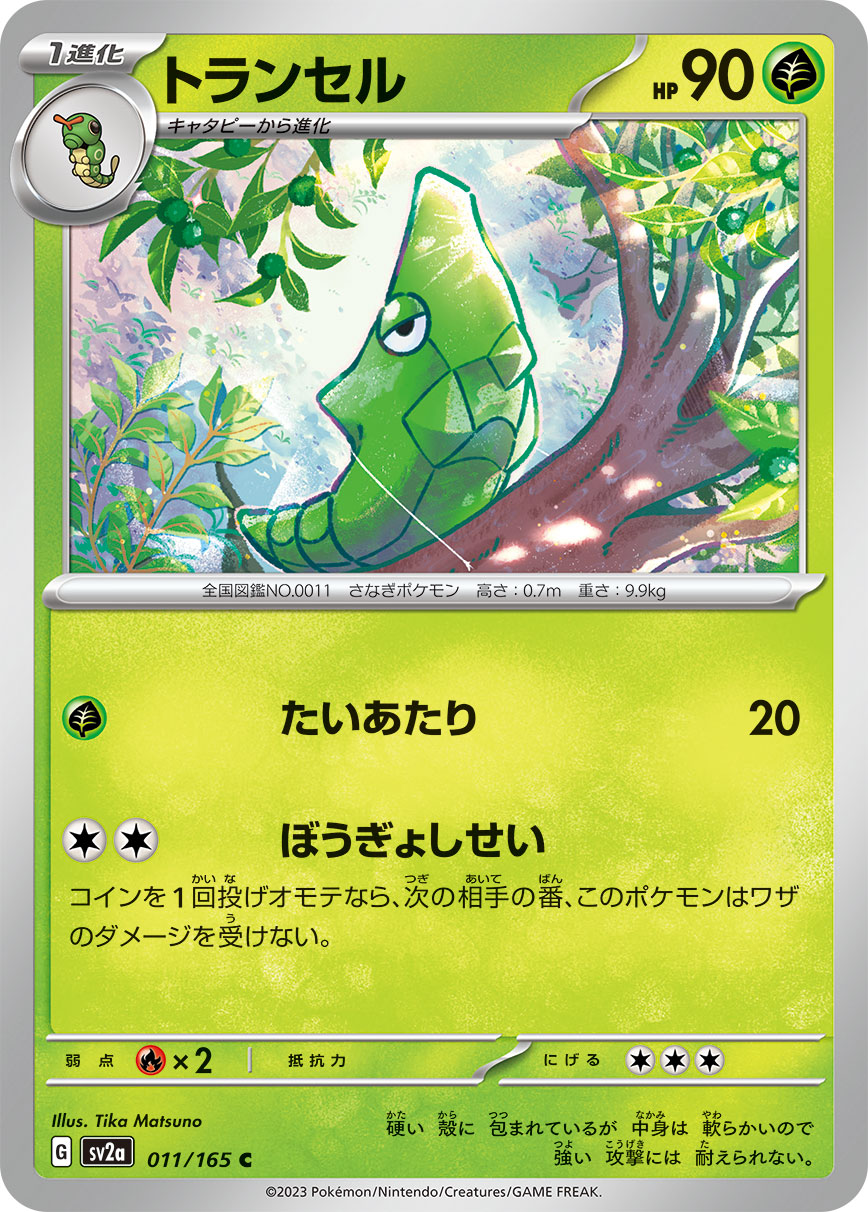 1進化
トランセル
HP 90
キャタピーから進化
全国図鑑NO.0011 さなぎポケモン 高さ:0.7m 重さ:9.9kg
たいあたり 20
ぼうぎょしせい
コインを1回投げオモテなら、次の相手の番、このポケモンはワザ
のダメージを受けない。
弱点 ×2 抵抗力 にげる
Illus. Tika Matsuno
硬い 殻に 包まれているが 中身は 軟らかいので
強い 攻撃には 耐えられない。
G sv2a 011/165 C
©2023 Pokémon/Nintendo/Creatures/GAME FREAK.